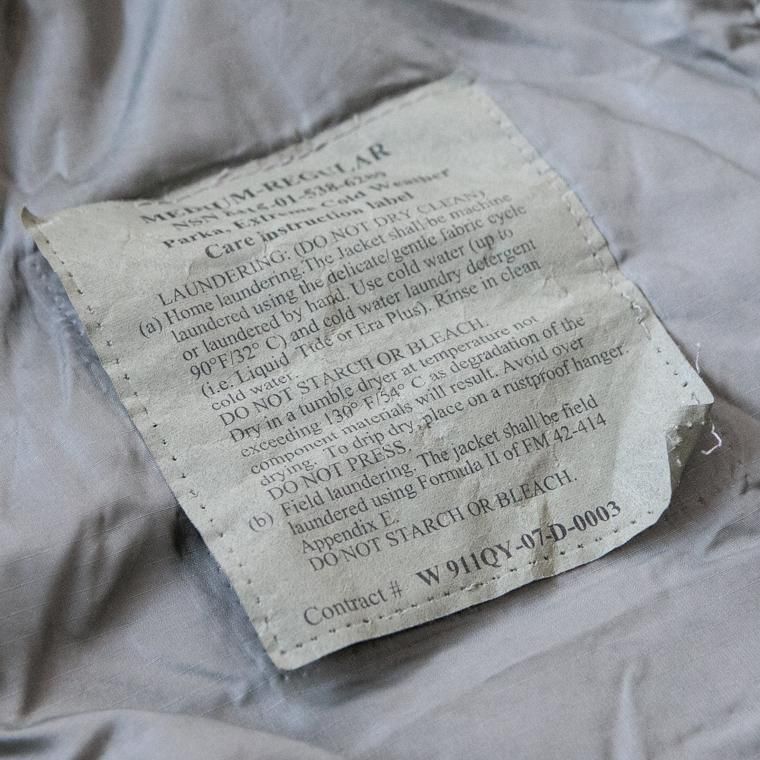 MEDIUM-REGULAR
NSN 8415-01-538-6299
Parka, Extreme Cold Weather
Care instruction label
LAUNDERING: (DO NOT DRY CLEAN)
(a) Home laundering. The Jacket shall be machine
laundered using the delicate/gentle fabric cycle
or laundered by hand. Use cold water (up to
90°F/32° C) and cold water laundry detergent
(i.e. Liquid Tide or Era Plus). Rinse in clean
cold water.
DO NOT STARCH OR BLEACH.
Dry in a tumble dryer at temperature not
exceeding 130° F/54° C as degradation of the
component materials will result. Avoid over
drying. To drip dry, place on a rustproof hanger.
DO NOT PRESS.
(b) Field laundering. The jacket shall be field
laundered using Formula II of FM 42-414
Appendix E.
DO NOT STARCH OR BLEACH.
Contract # W 911QY-07-D-0003